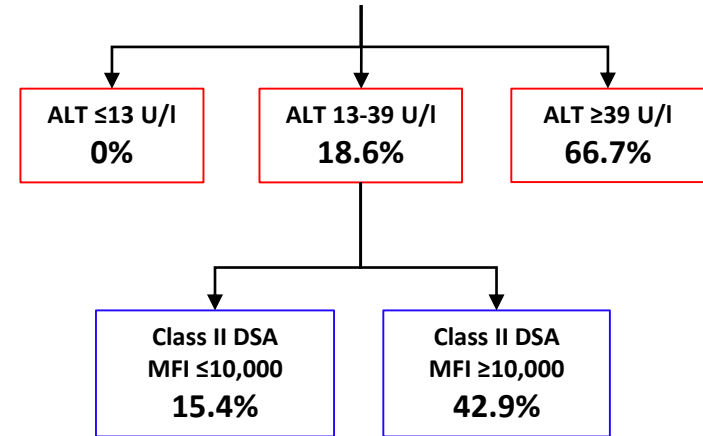 ALT ≤13 U/l
0%
ALT 13-39 U/l
18.6%
ALT ≥39 U/l
66.7%
Class II DSA
MFI ≤10,000
15.4%
Class II DSA
MFI ≥10,000
42.9%